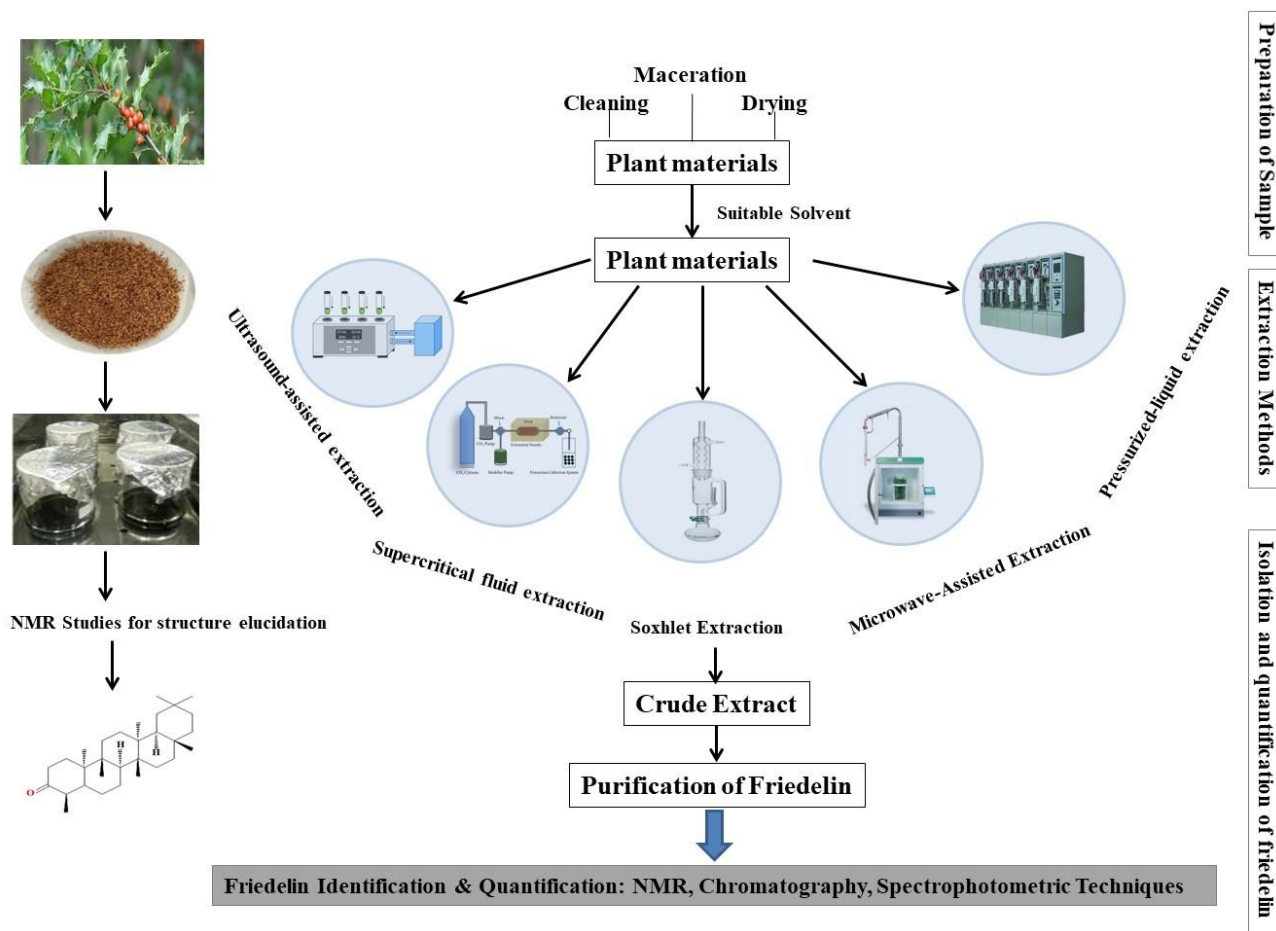 Maceration
Cleaning
Drying
Plant materials
Suitable Solvent
Plant materials
Ultrasound-assisted extraction
Supercritical fluid extraction
Soxhlet Extraction
Microwave-Assisted Extraction
Pressurized-liquid extraction
Crude Extract
Purification of Friedelin
Friedelin Identification & Quantification: NMR, Chromatography, Spectrophotometric Techniques
NMR Studies for structure elucidation
H
H
O
Preparation of Sample
Extraction Methods
Isolation and quantification of friedelin